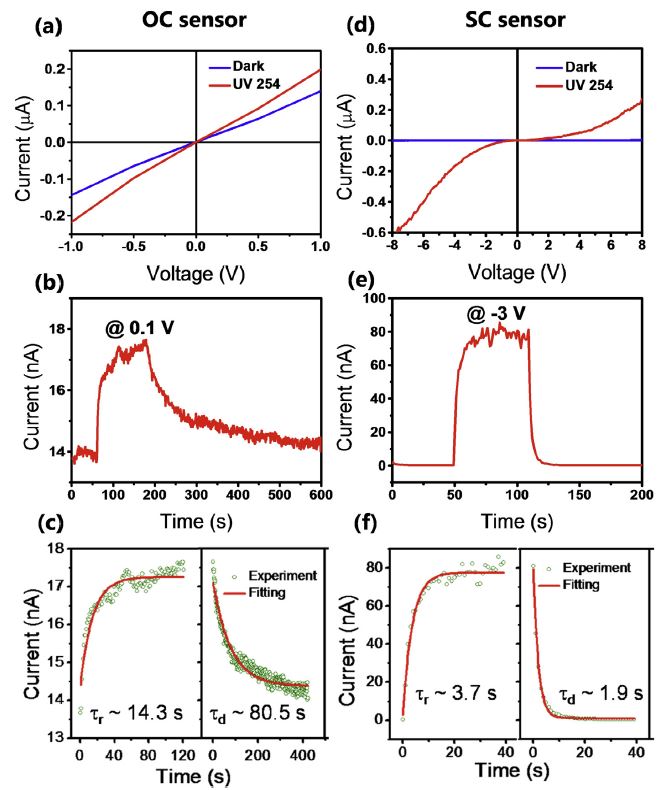 OC sensor
SC sensor
(a)
Current (µA)
0.2
0.1
0.0
-0.1
-0.2
Dark
UV 254
-1.0 -0.5 0.0 0.5 1.0
Voltage (V)
(d)
Current (µA)
0.6
0.4
0.2
0.0
-0.2
-0.4
-0.6
Dark
UV 254
-8 -6 -4 -2 0 2 4 6 8
Voltage (V)
(b)
Current (nA)
18
16
14
@ 0.1 V
0 100 200 300 400 500 600
Time (s)
(e)
Current (nA)
100
80
60
40
20
0
@ -3 V
0 50 100 150 200
Time (s)
(c)
Current (nA)
18
17
16
15
14
13
τr ~ 14.3 s
0 40 80 120
Time (s)
Experiment
Fitting
τd ~ 80.5 s
0 200 400
Time (s)
(f)
Current (nA)
80
60
40
20
0
τr ~ 3.7 s
0 20 40
Time (s)
Experiment
Fitting
τd ~ 1.9 s
0 20 40
Time (s)